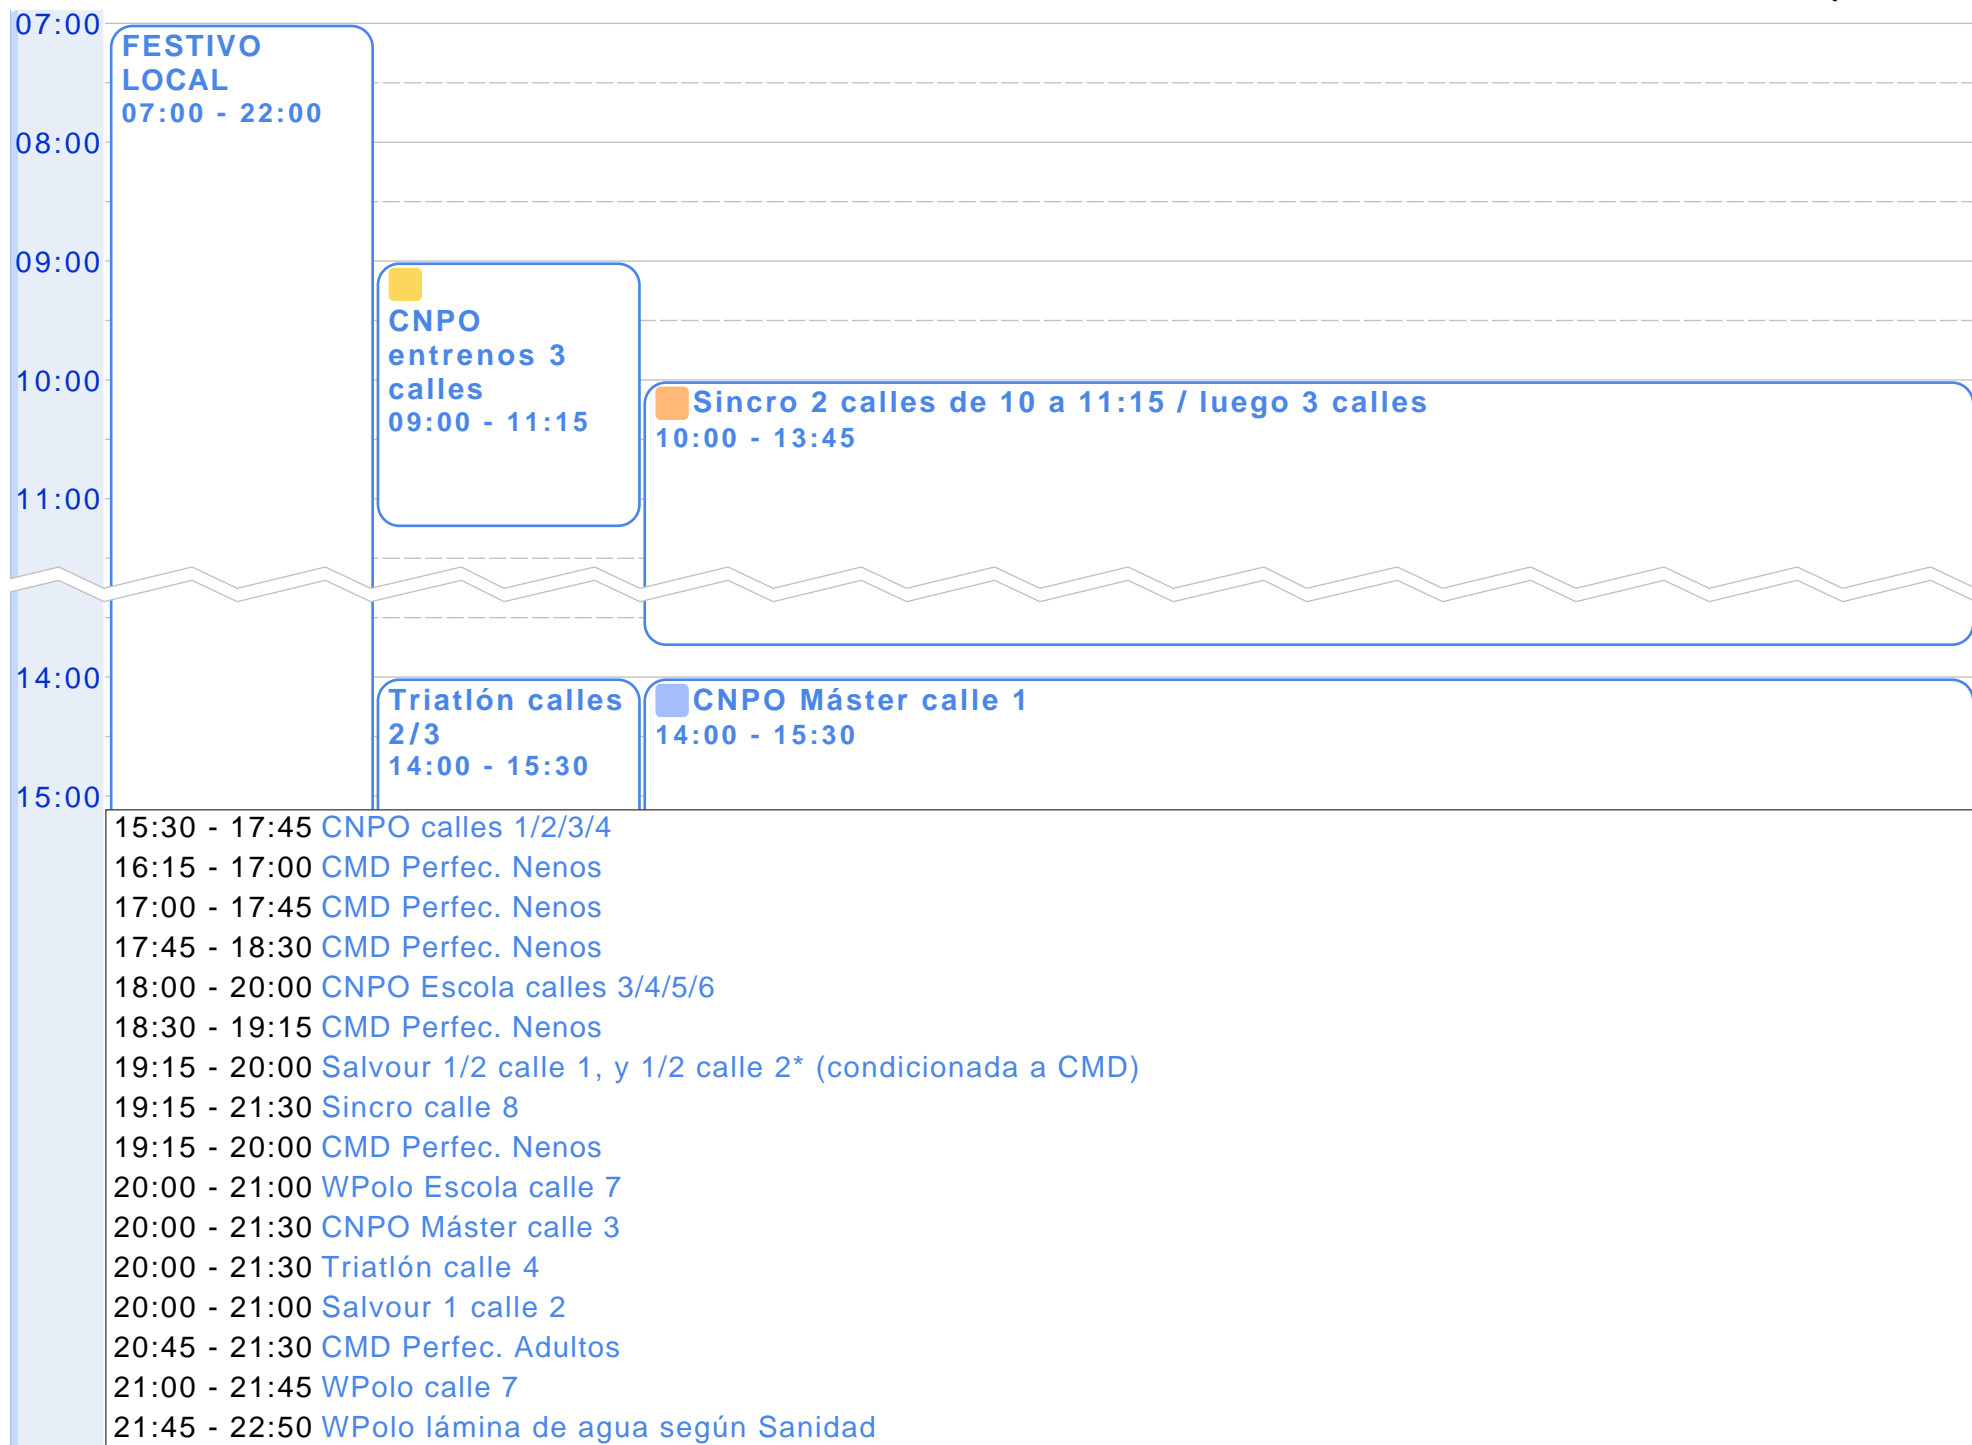 07:00
FESTIVO
LOCAL
07:00 - 22:00
08:00
09:00
CNPO
entrenos 3
calles
09:00 - 11:15
10:00
Sincro 2 calles de 10 a 11:15 / luego 3 calles
10:00 - 13:45
11:00
14:00
Triatlón calles
2/3
14:00 - 15:30
CNPO Máster calle 1
14:00 - 15:30
15:00
15:30 - 17:45 CNPO calles 1/2/3/4
16:15 - 17:00 CMD Perfec. Nenos
17:00 - 17:45 CMD Perfec. Nenos
17:45 - 18:30 CMD Perfec. Nenos
18:00 - 20:00 CNPO Escola calles 3/4/5/6
18:30 - 19:15 CMD Perfec. Nenos
19:15 - 20:00 Salvour 1/2 calle 1, y 1/2 calle 2* (condicionada a CMD)
19:15 - 21:30 Sincro calle 8
19:15 - 20:00 CMD Perfec. Nenos
20:00 - 21:00 WPolo Escola calle 7
20:00 - 21:30 CNPO Máster calle 3
20:00 - 21:30 Triatlón calle 4
20:00 - 21:00 Salvour 1 calle 2
20:45 - 21:30 CMD Perfec. Adultos
21:00 - 21:45 WPolo calle 7
21:45 - 22:50 WPolo lámina de agua según Sanidad